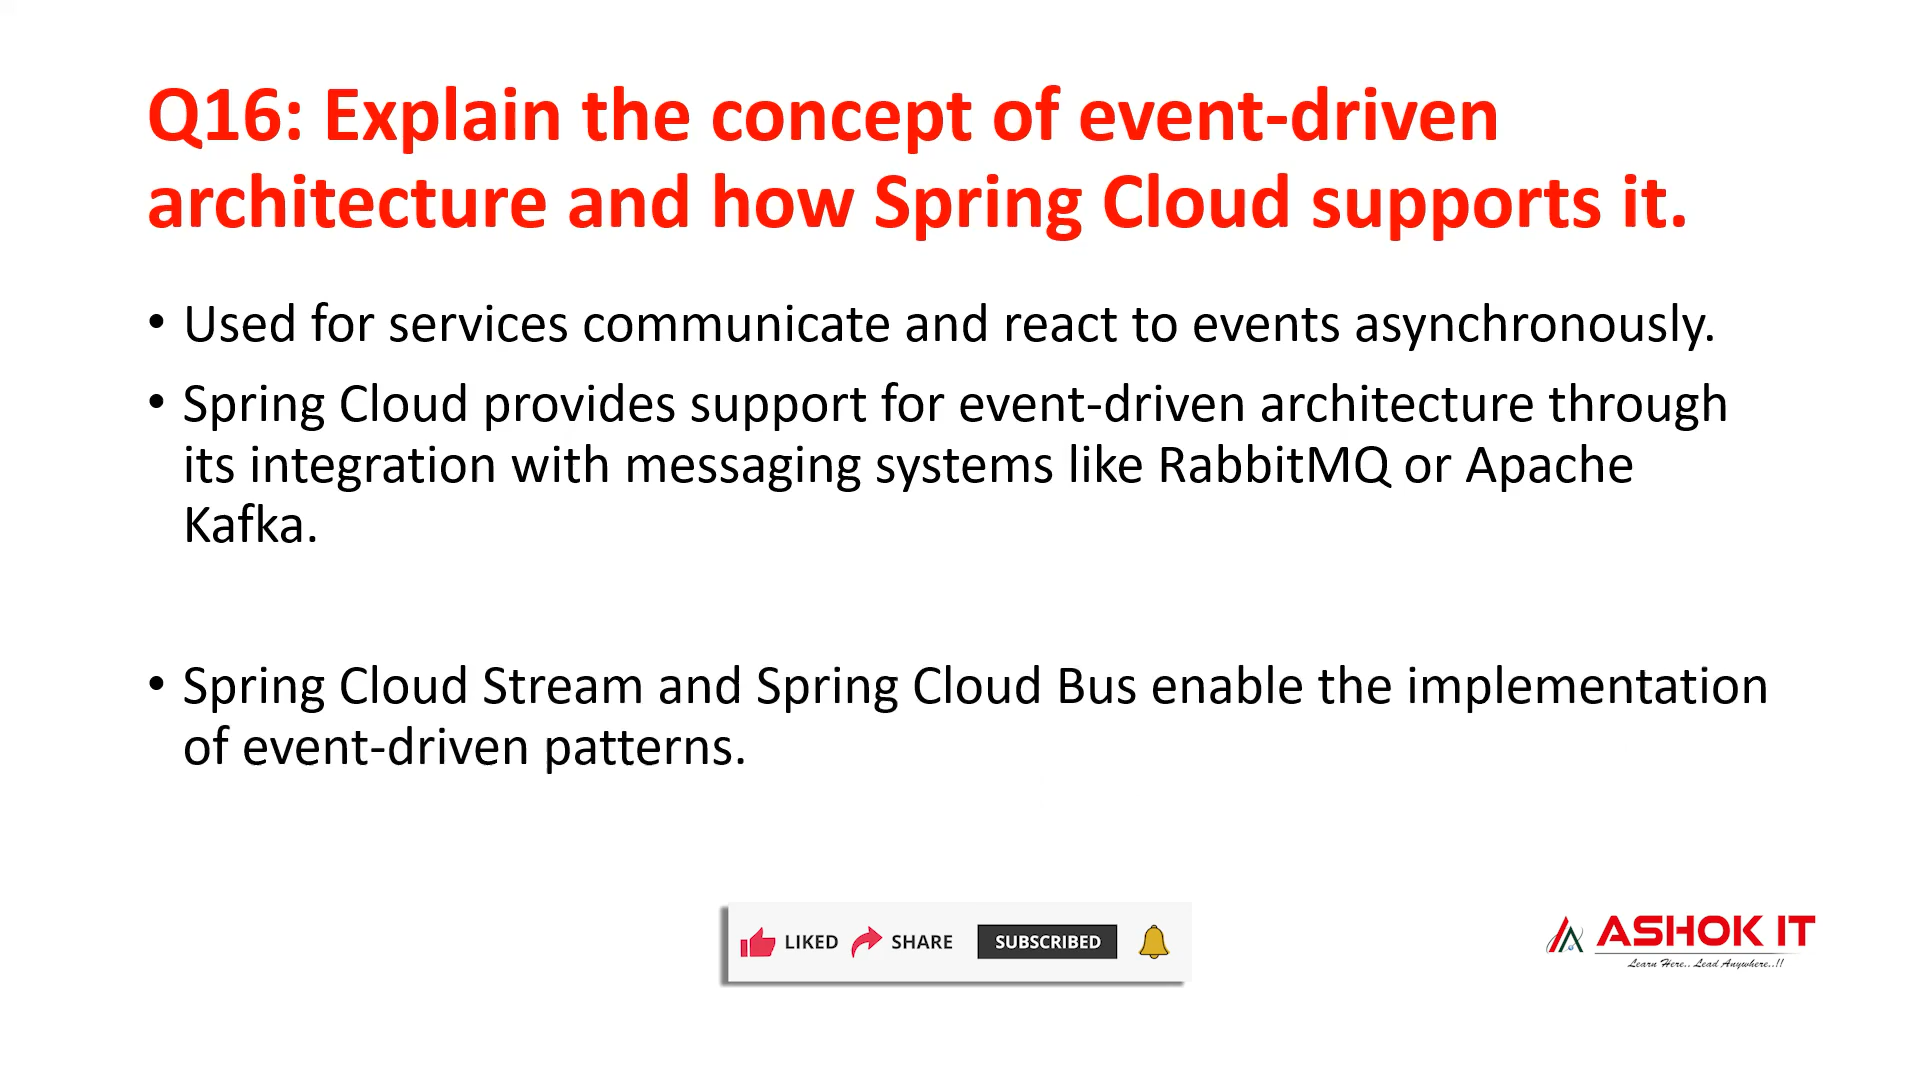 Q16: Explain the concept of event-driven
architecture and how Spring Cloud supports it.
• Used for services communicate and react to events asynchronously.
• Spring Cloud provides support for event-driven architecture through
its integration with messaging systems like RabbitMQ or Apache
Kafka.
• Spring Cloud Stream and Spring Cloud Bus enable the implementation
of event-driven patterns.
LIKED SHARE SUBSCRIBED
ASHOK IT
Learn Here.. Lead Anywhere..!!